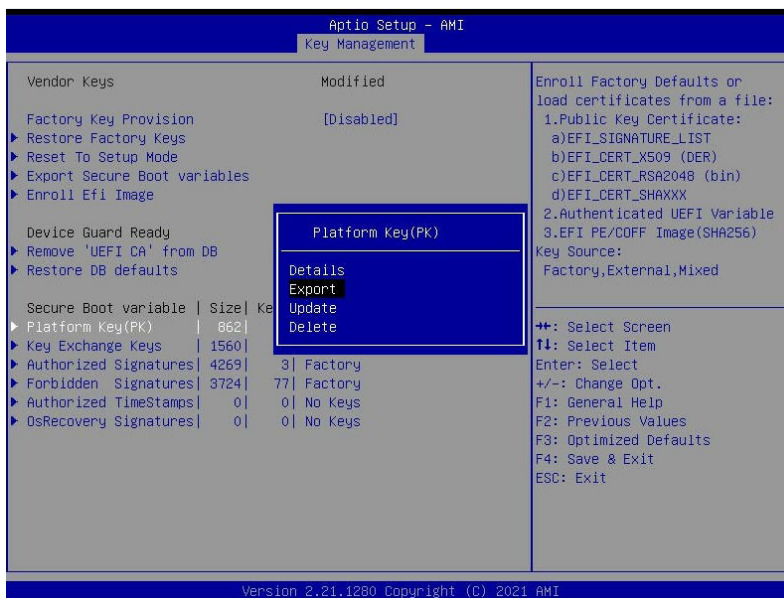 Aptio Setup - AMI
Key Management
Vendor Keys Modified
Factory Key Provision [Disabled]
Restore Factory Keys
Reset To Setup Mode
Export Secure Boot variables
Enroll Efi Image
Device Guard Ready
Remove 'UEFI CA' from DB
Restore DB defaults
Secure Boot variable | Size| Ke
Platform Key(PK) | 862|
Key Exchange Keys | 1560|
Authorized Signatures| 4269| 3| Factory
Forbidden Signatures| 3724| 77| Factory
Authorized TimeStamps| 0| 0| No Keys
OsRecovery Signatures| 0| 0| No Keys
Platform Key(PK)
Details
Export
Update
Delete
Enroll Factory Defaults or
load certificates from a file:
1.Public Key Certificate:
a)EFI_SIGNATURE_LIST
b)EFI_CERT_X509 (DER)
c)EFI_CERT_RSA2048 (bin)
d)EFI_CERT_SHAXXX
2.Authenticated UEFI Variable
3.EFI PE/COFF Image(SHA256)
Key Source:
Factory,External,Mixed
→←: Select Screen
↑↓: Select Item
Enter: Select
+/-: Change Opt.
F1: General Help
F2: Previous Values
F3: Optimized Defaults
F4: Save & Exit
ESC: Exit
Version 2.21.1280 Copyright (C) 2021 AMI